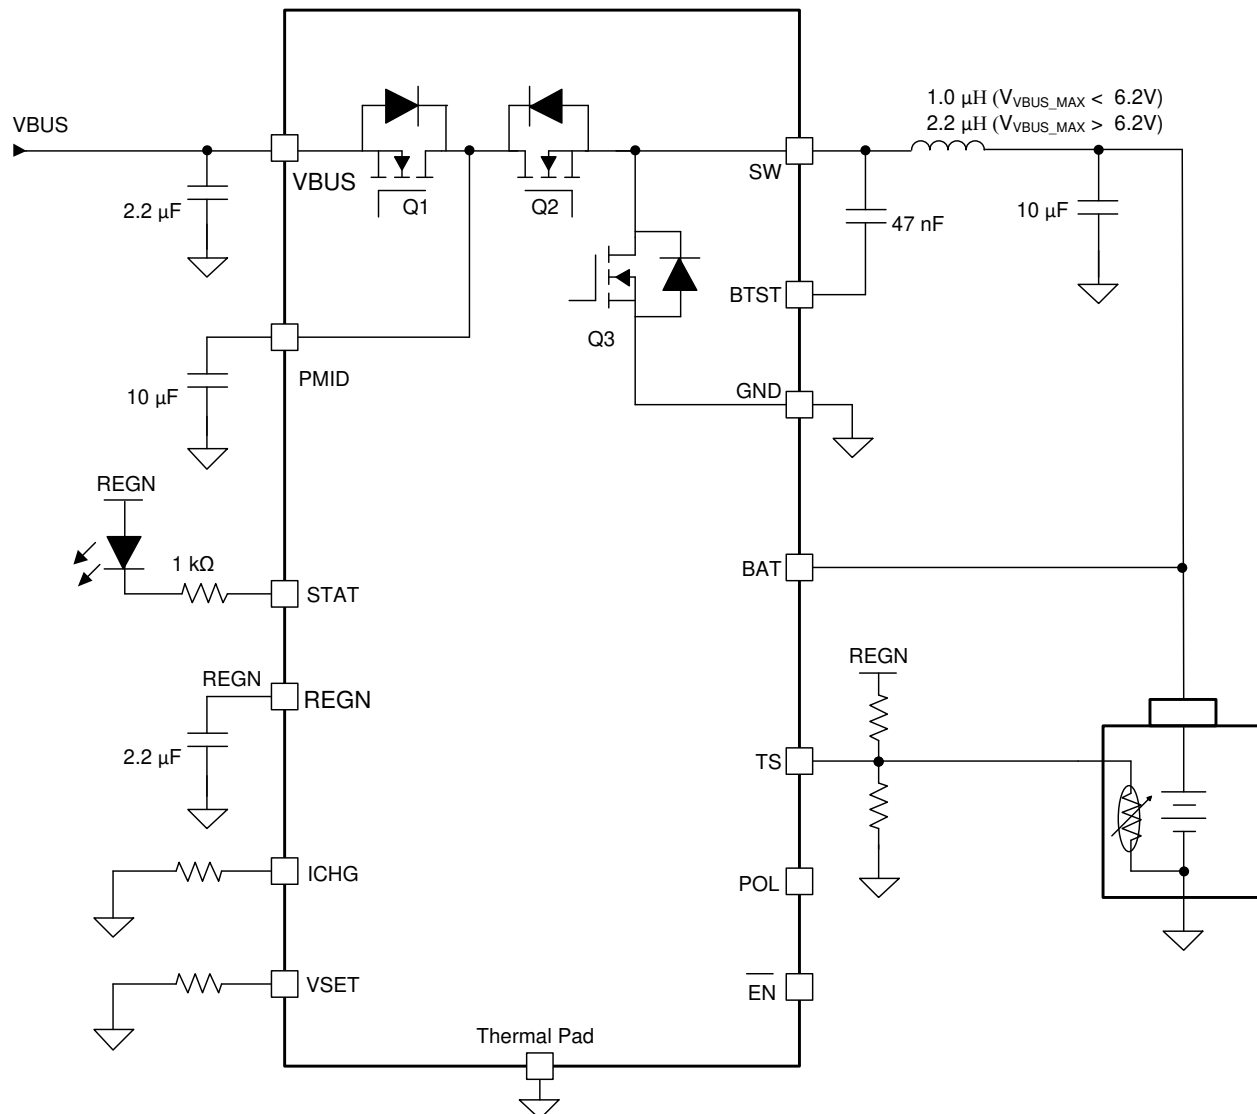 1.0 µH (VVBUS_MAX < 6.2V)
2.2 µH (VVBUS_MAX > 6.2V)
VBUS
VBUS
SW
Q1
Q2
2.2 µF
47 nF
10 µF
BTST
Q3
PMID
10 µF
GND
REGN
1 kΩ
STAT
BAT
REGN
REGN
REGN
2.2 µF
TS
ICHG
POL
VSET
EN
Thermal Pad